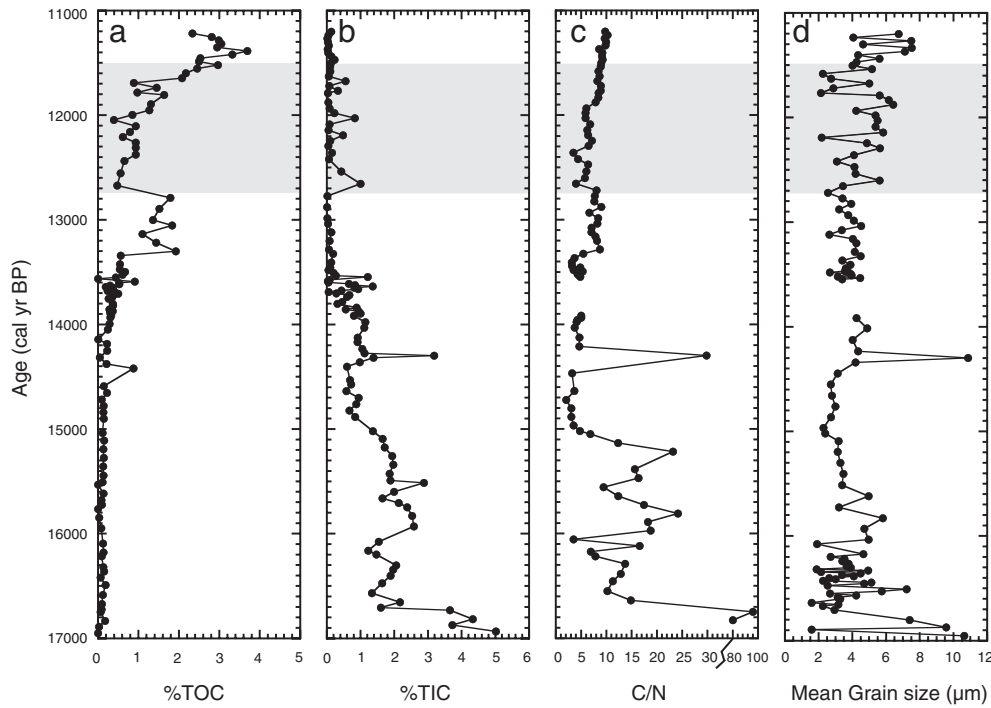 a b c d
11000
12000
13000
14000
15000
16000
17000
Age (cal yr BP)
0 1 2 3 4 5
0 1 2 3 4 5 6
0 5 10 15 20 25 30 80 100
0 2 4 6 8 10 12
%TOC %TIC C/N Mean Grain size (µm)